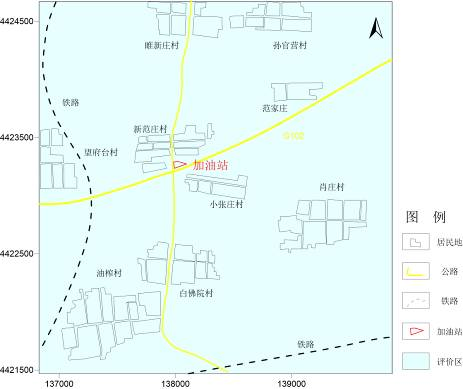 4424500
睢新庄村
孙官营村
铁路
范家庄
新范庄村
4423500
G102
望府台村
加油站
肖庄村
小张庄村
图 例
居民地
4422500
公路
油榨村
白佛院村
铁路
加油站
铁路
评价区
4421500
137000
138000
139000